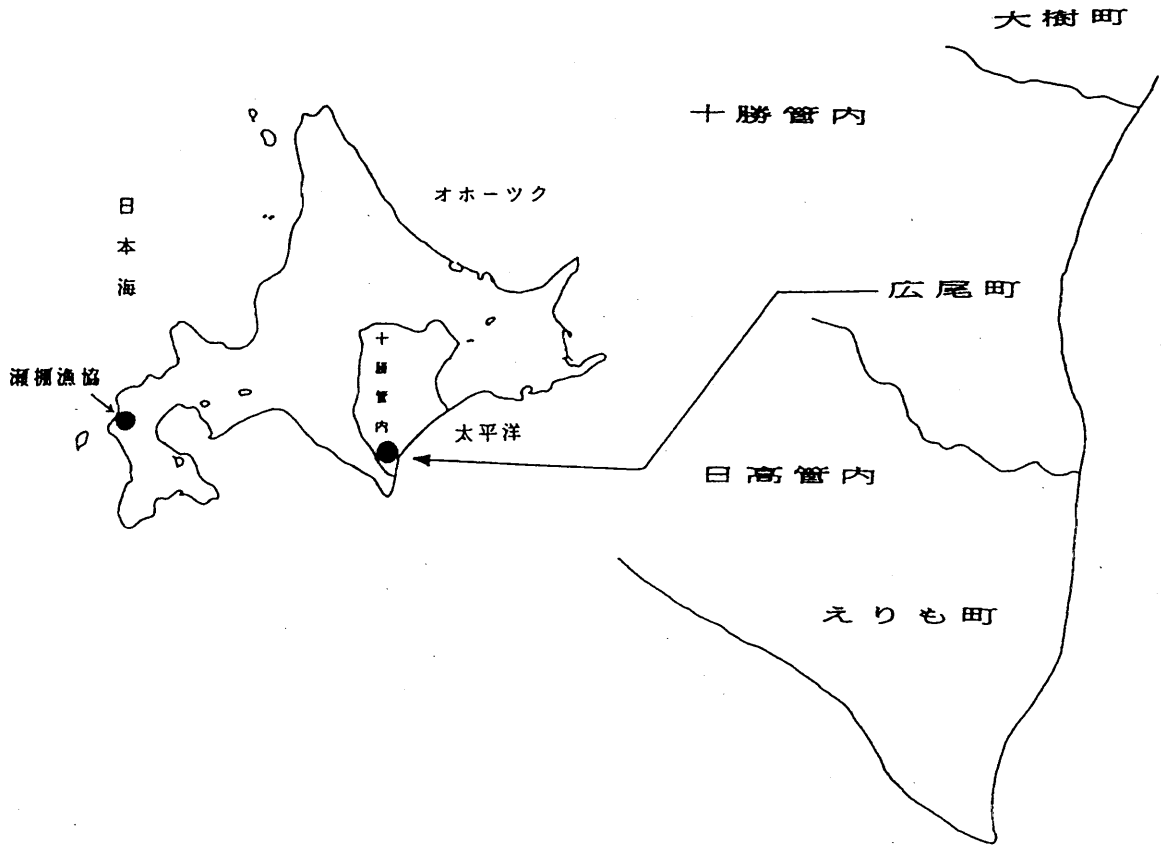 大樹町
十勝管内
オホーツク
日本海
広尾町
十勝管内
瀬棚漁協
太平洋
日高管内
えりも町